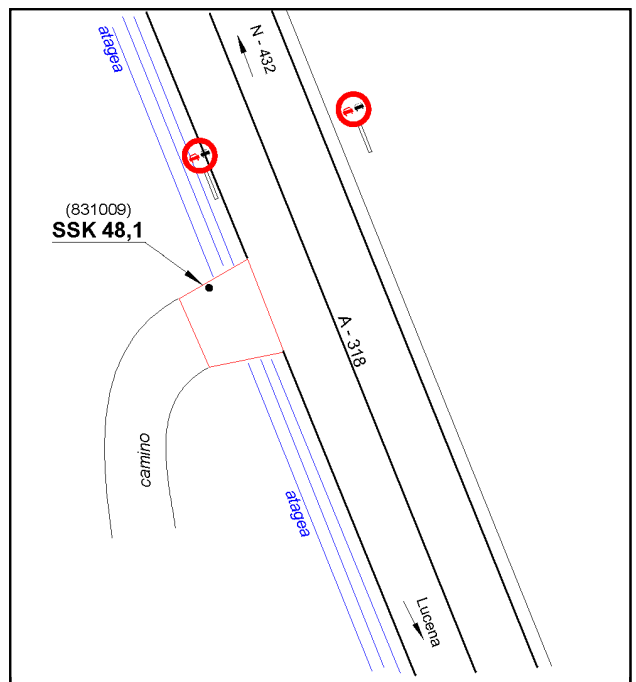 atagea
N - 432
(831009)
SSK 48,1
A - 318
camino
atagea
Lucena